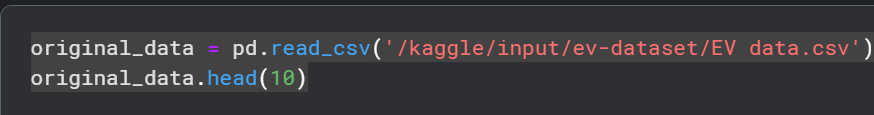 original_data = pd.read_csv('/kaggle/input/ev-dataset/EV data.csv')
original_data.head(10)